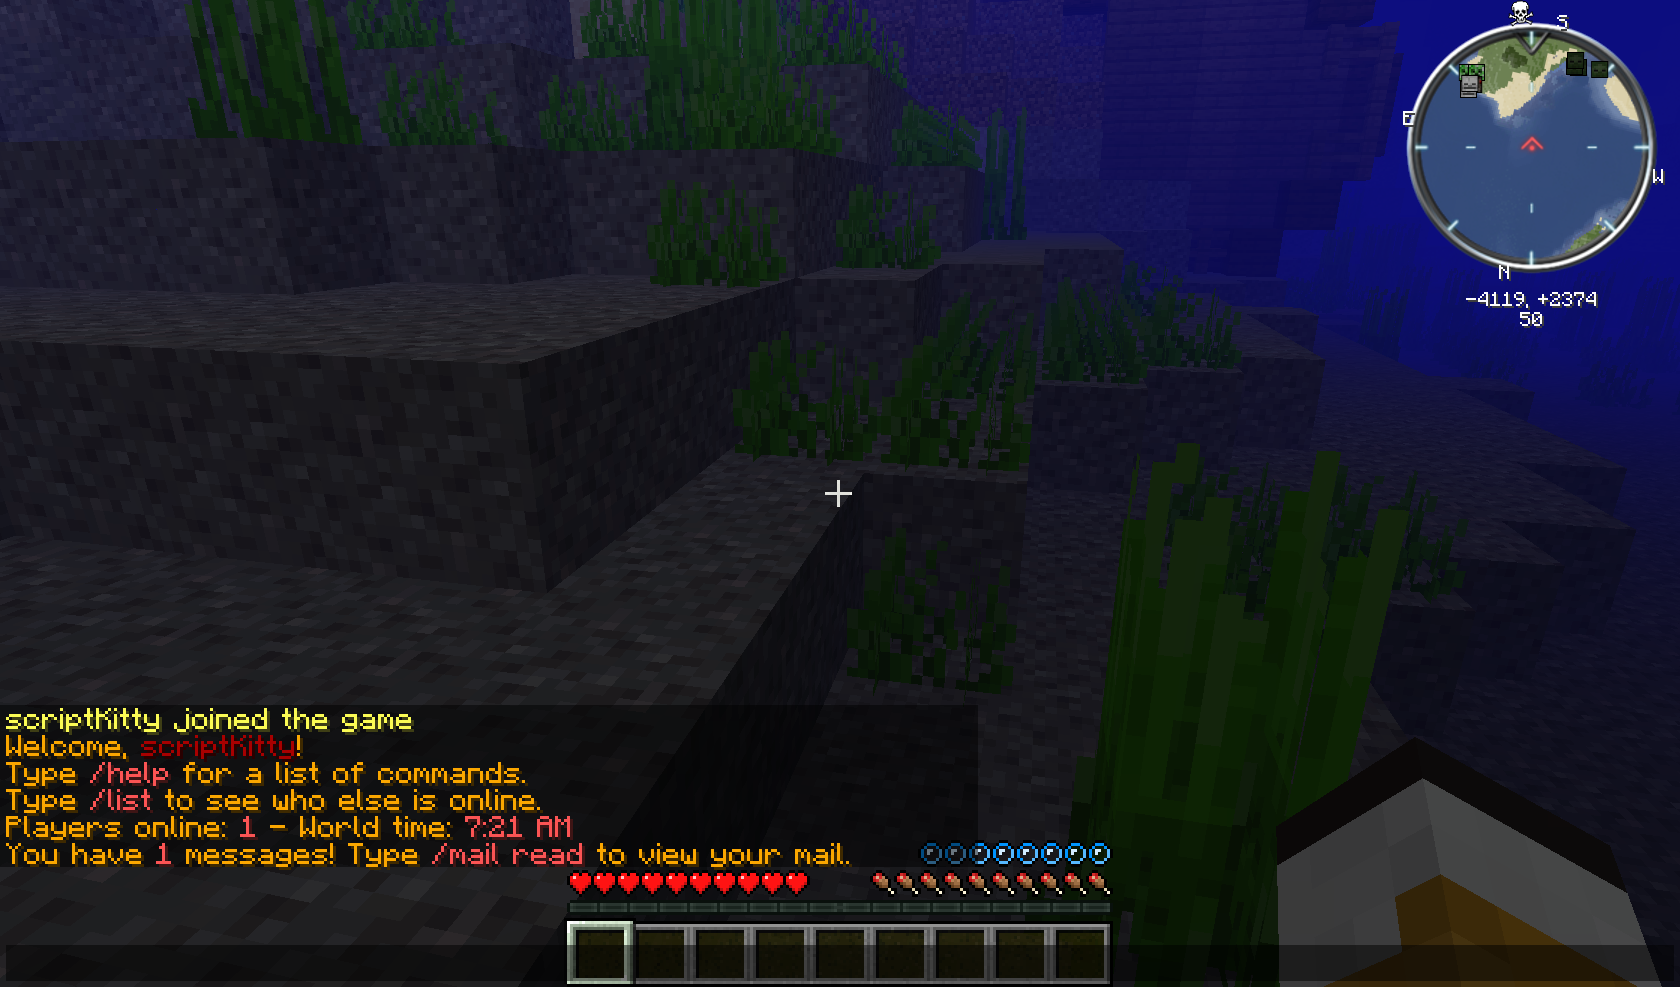 S
E
W
N
-4119, +2374
50
scriptKitty joined the game
Welcome, scriptKitty!
Type /help for a list of commands.
Type /list to see who else is online.
Players online: 1 - World time: 7:21 AM
You have 1 messages! Type /mail read to view your mail.